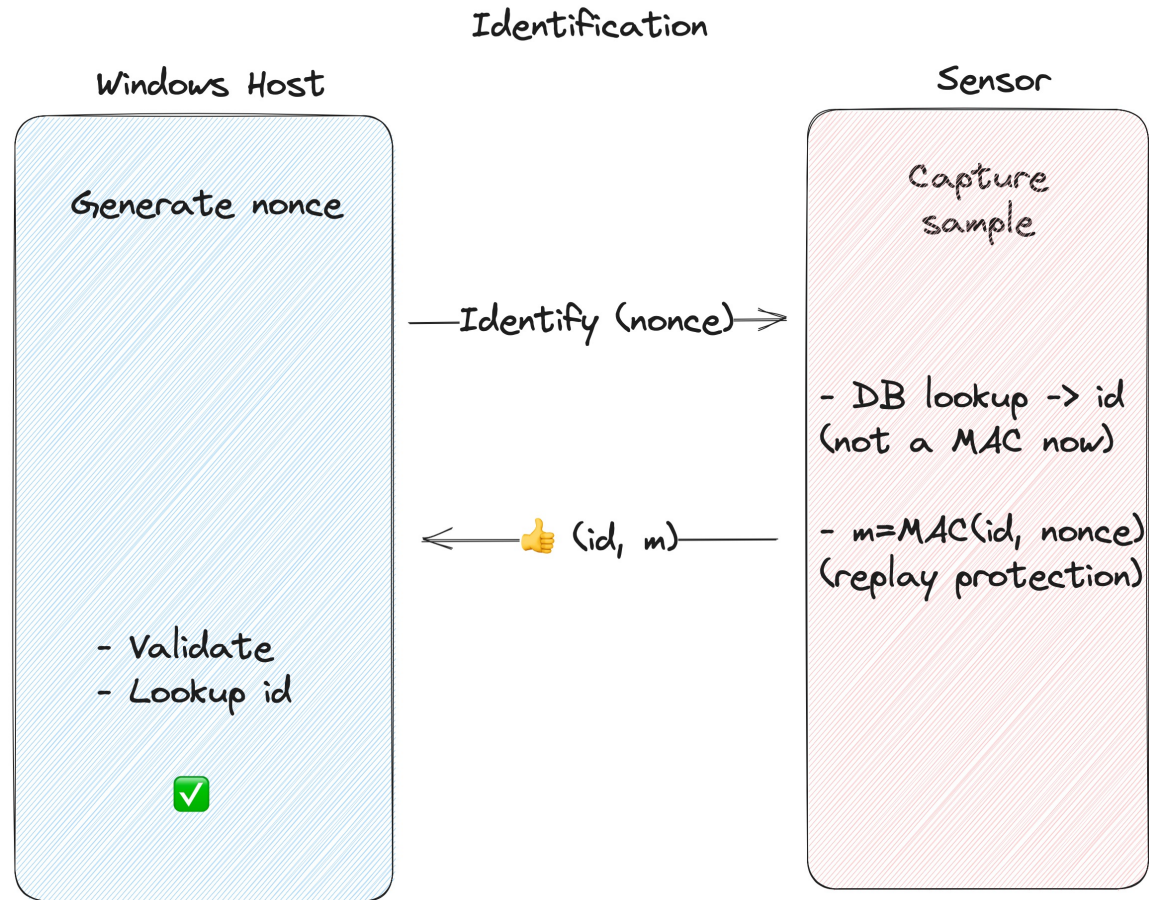 Identification
Windows Host
Sensor
Generate nonce
Capture
sample
Identify (nonce)
- DB lookup -> id
(not a MAC now)
👍 (id, m)
- m=MAC(id, nonce)
(replay protection)
- Validate
- Lookup id
✅